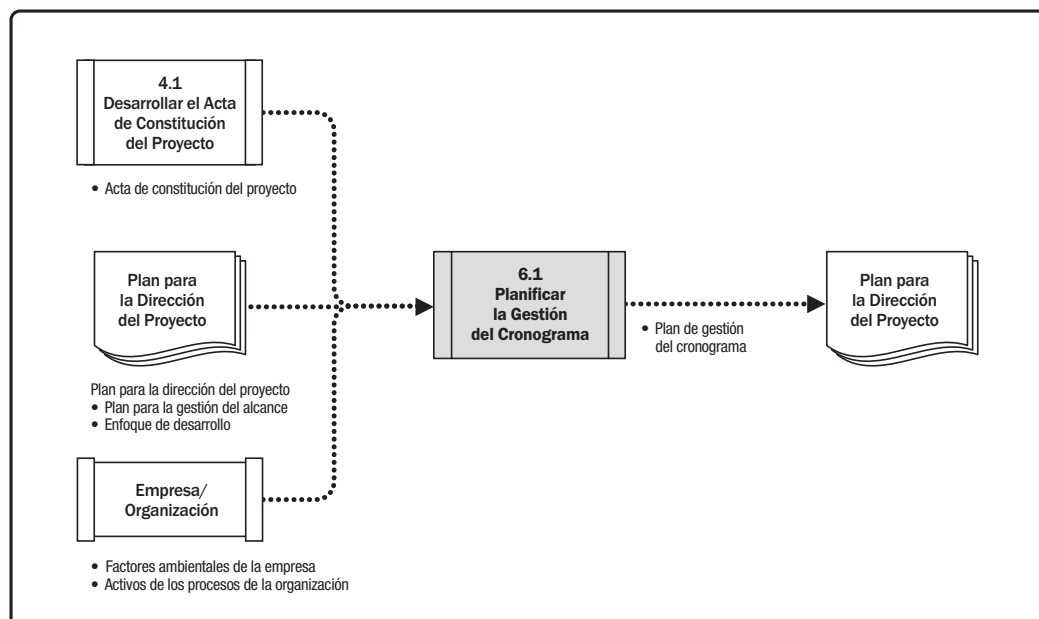 4.1
Desarrollar el Acta
de Constitución
del Proyecto
• Acta de constitución del proyecto
Plan para
la Dirección
del Proyecto
Plan para la dirección del proyecto
• Plan para la gestión del alcance
• Enfoque de desarrollo
Empresa/
Organización
• Factores ambientales de la empresa
• Activos de los procesos de la organización
6.1
Planificar
la Gestión
del Cronograma
• Plan de gestión
del cronograma
Plan para
la Dirección
del Proyecto